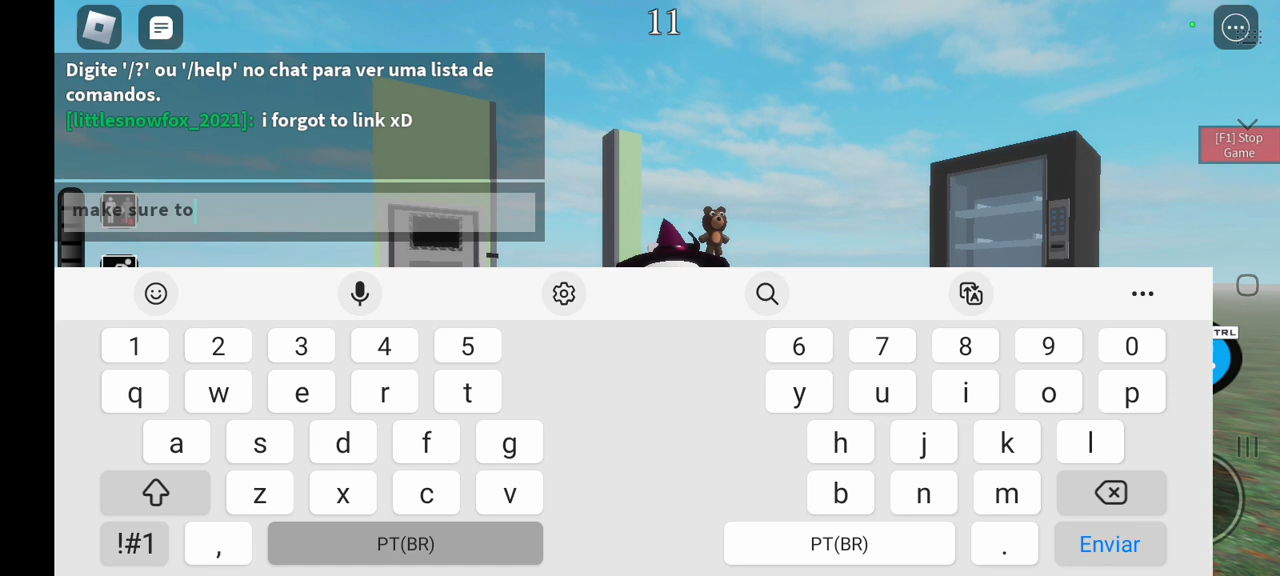 11
Digite '/?' ou '/help' no chat para ver uma lista de
comandos.
[littlesnowfox_2021]: i forgot to link xD
make sure to
[F1] Stop
Game
TRL
1 2 3 4 5 6 7 8 9 0
q w e r t y u i o p
a s d f g h j k l
z x c v b n m
!#1 , PT(BR) PT(BR) . Enviar